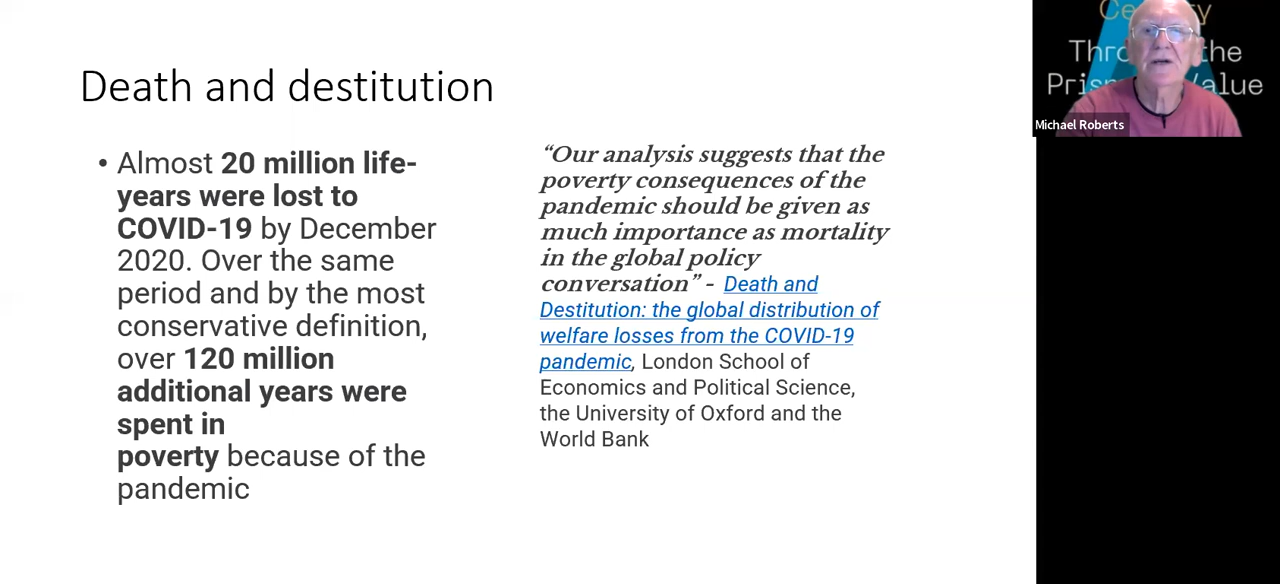 Death and destitution
• Almost 20 million life-
years were lost to
COVID-19 by December
2020. Over the same
period and by the most
conservative definition,
over 120 million
additional years were
spent in
poverty because of the
pandemic
“Our analysis suggests that the
poverty consequences of the
pandemic should be given as
much importance as mortality
in the global policy
conversation” - Death and
Destitution: the global distribution of
welfare losses from the COVID-19
pandemic, London School of
Economics and Political Science,
the University of Oxford and the
World Bank
the
Michael Roberts